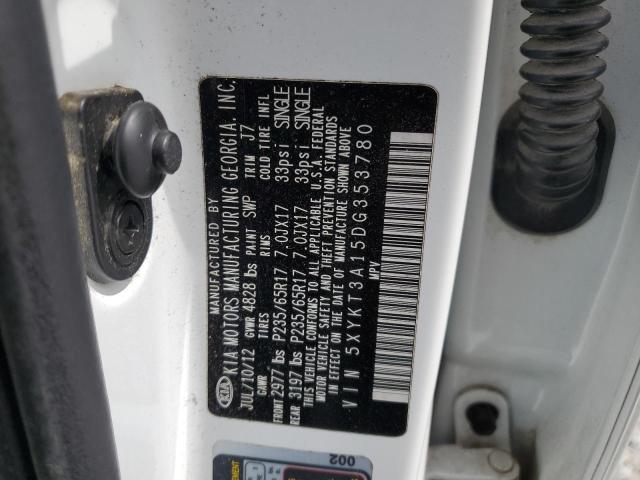 MANUFACTURED BY
KIA KIA MOTORS MANUFACTURING GEORGIA. INC.
JUL/10/12 GVWR 4828 lbs PAINT SWP TRIM J7
GAWR TIRES RIMS COLD TIRE INFL
FRONT 2977 lbs P235/65R17 7.0JX17 33psi SINGLE
REAR 3197 lbs P235/65R17 7.0JX17 33psi SINGLE
THIS VEHICLE CONFORMS TO ALL APPLICABLE U.S.A. FEDERAL
MOTOR VEHICLE SAFETY AND THEFT PREVENTION STANDARDS
IN EFFECT ON THE DATE OF MANUFACTURE SHOWN ABOVE
VIN 5XYKT3A15DG353780
MPV
002